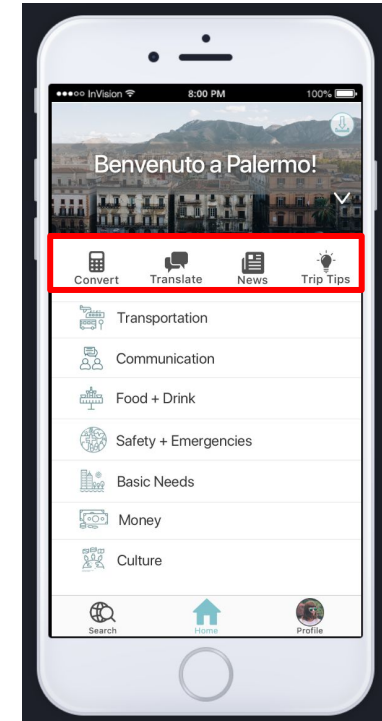 InVision 8:00 PM 100%
Benvenuto a Palermo!
Convert Translate News Trip Tips
Transportation
Communication
Food + Drink
Safety + Emergencies
Basic Needs
Money
Culture
Search Home Profile